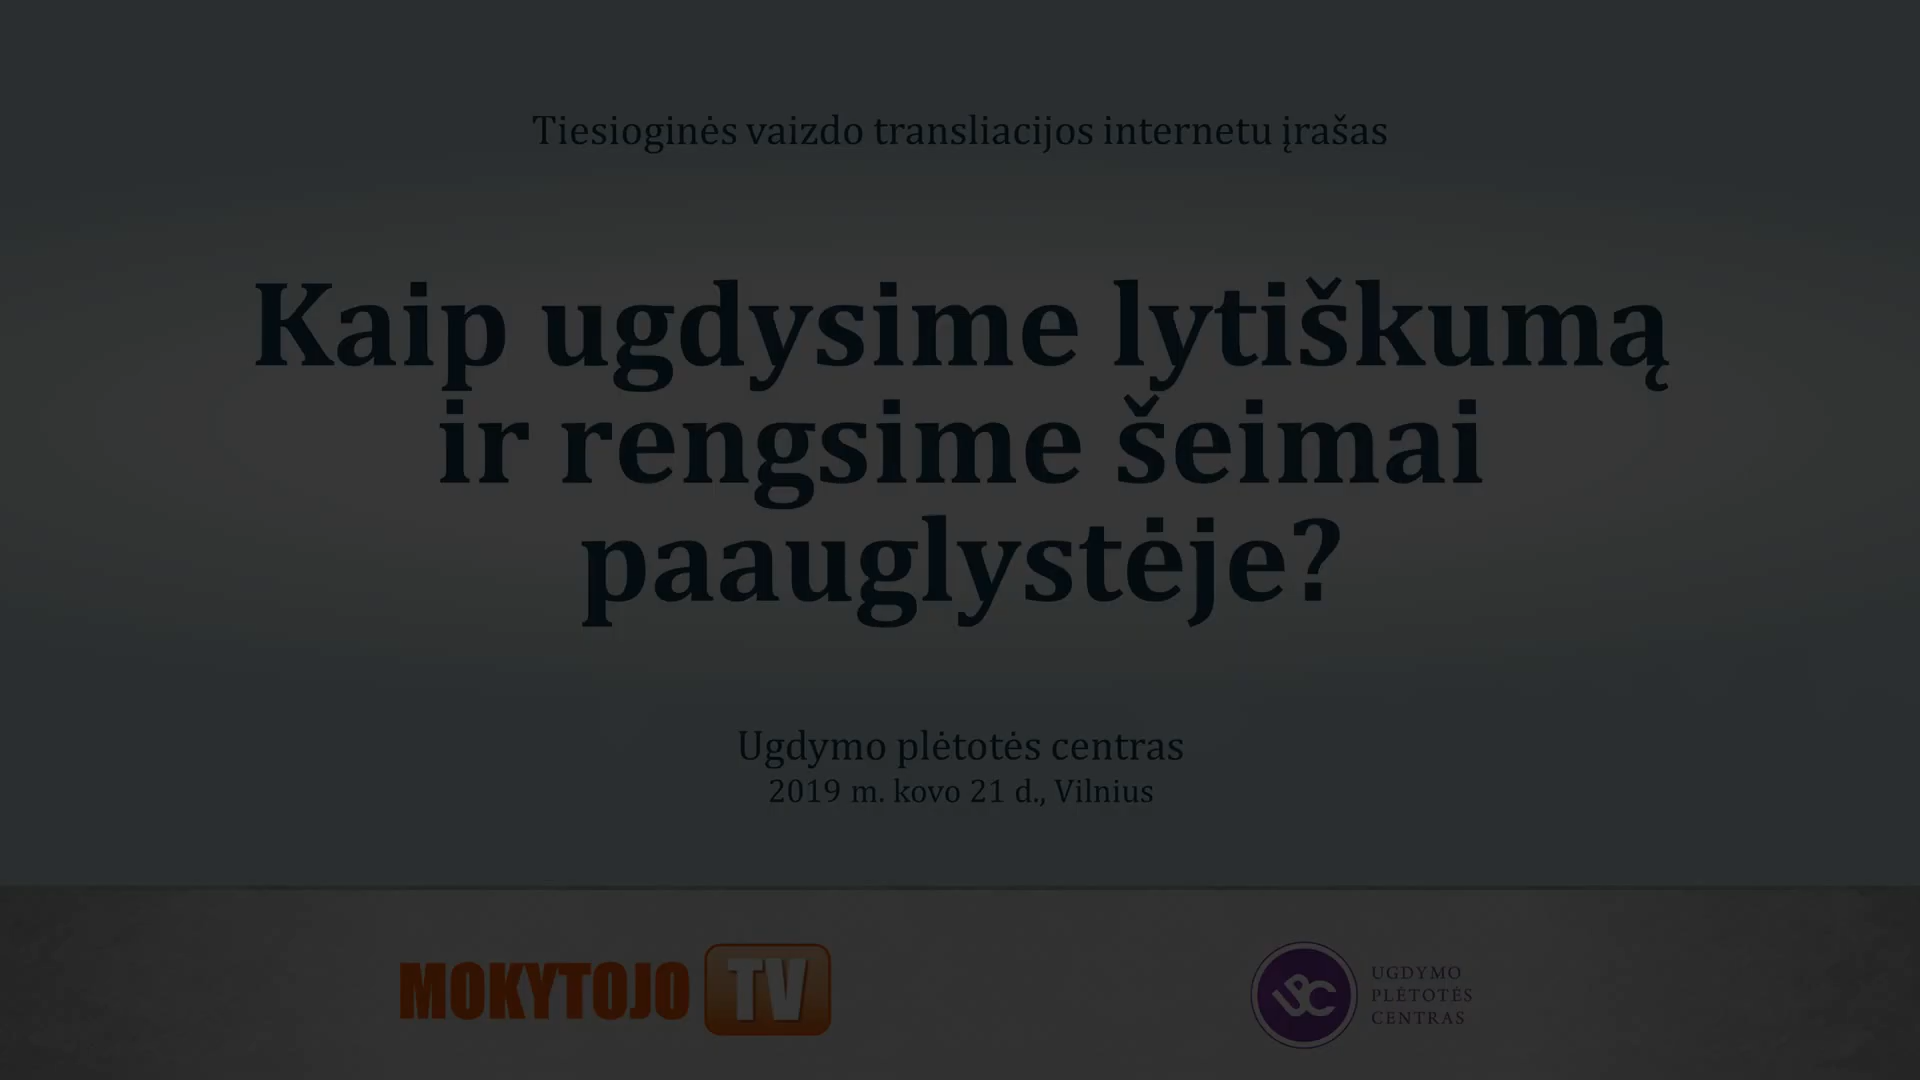 Tiesioginės vaizdo transliacijos internetu įrašas
Kaip ugdysime lytiškumą
ir rengsime šeimai
paauglystėje?
Ugdymo plėtotės centras
2019 m. kovo 21 d., Vilnius
MOKYTOJO TV
UPC
UGDYMO
PLĖTOTĖS
CENTRAS